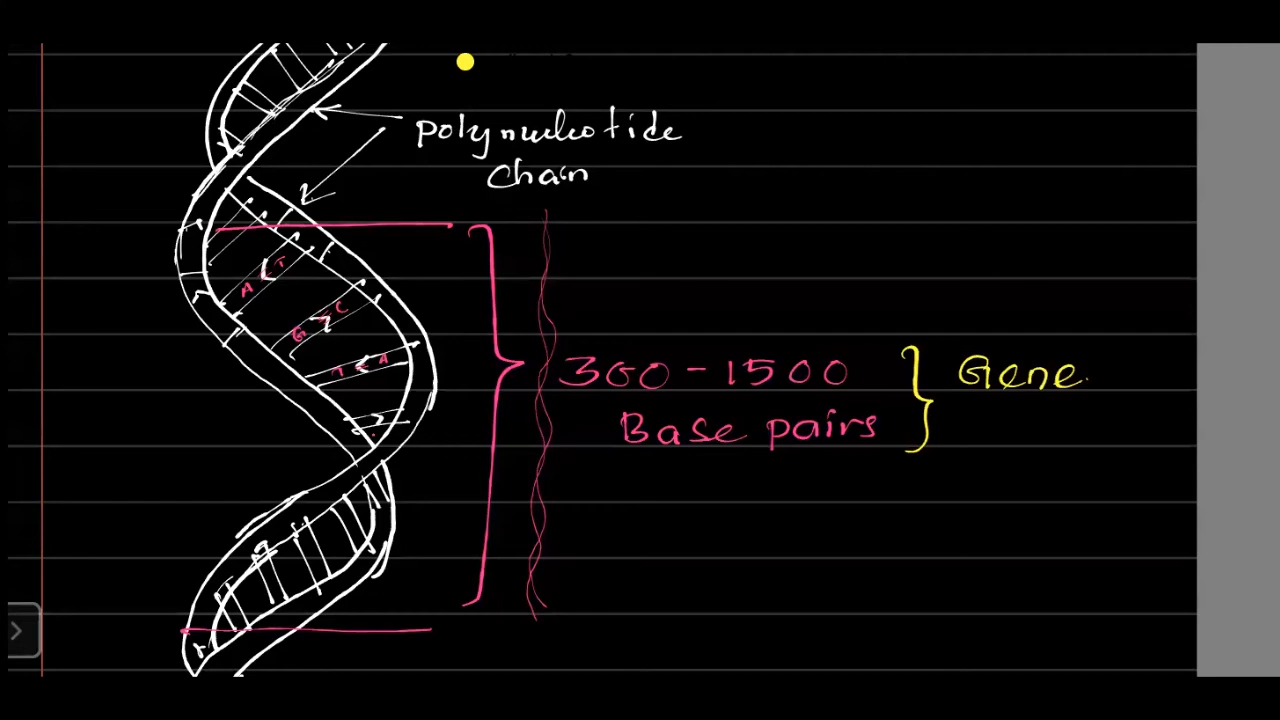 polynucleotide
chain
A T
G C
A
300 - 1500
Base pairs
Gene.